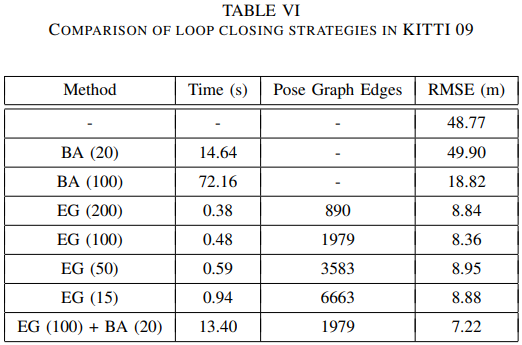 TABLE VI
COMPARISON OF LOOP CLOSING STRATEGIES IN KITTI 09
Method Time (s) Pose Graph Edges RMSE (m)
- - - 48.77
BA (20) 14.64 - 49.90
BA (100) 72.16 - 18.82
EG (200) 0.38 890 8.84
EG (100) 0.48 1979 8.36
EG (50) 0.59 3583 8.95
EG (15) 0.94 6663 8.88
EG (100) + BA (20) 13.40 1979 7.22